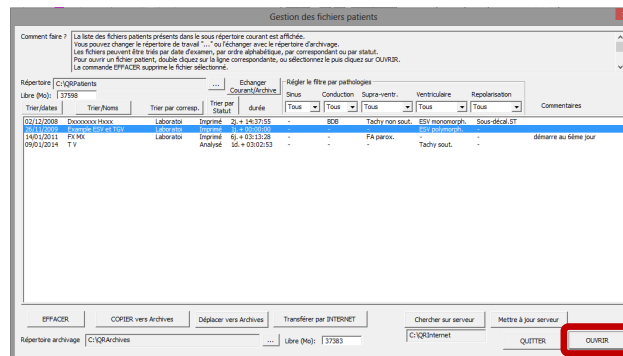 Gestion des fichiers patients
Comment faire ?
La liste des fichiers patients présents dans le sous répertoire courant est affichée.
Vous pouvez changer le répertoire de travail "..." ou l'échanger avec le répertoire d'archivage.
Les fichiers peuvent être triés par date d'examen, par ordre alphabétique, par correspondant ou par statut.
Pour ouvrir un fichier patient, double cliquez sur la ligne correspondante, ou sélectionnez le puis cliquez sur OUVRIR.
La commande EFFACER supprime le fichier sélectionné.
Répertoire C:\QRPatients ... Echanger Courant/Archive
Libre (Mo): 37598
Régler le filtre par pathologies
Sinus Conduction Supra-ventr. Ventriculaire Repolarisation
Trier/dates Trier/Noms Trier par corresp. Trier par Statut durée Tous Tous Tous Tous Tous Commentaires
02/12/2008 Dxxxxxxx Hxxx Laboratoi Imprimé 2j.+ 14:37:55 - BDB Tachy non sout. ESV monomorph. Sous-décal.ST
26/11/2009 Example ESV et TGV Imprimé 1j.+ 00:00:00 - - - ESV polymorph. -
14/01/2011 FX MX Laboratoi Imprimé 6j.+ 03:13:28 - - FA parox. - - démarre au 6ème jour
09/01/2014 T V Analysé 1d.+ 03:02:53 - - - Tachy sout. -
EFFACER COPIER vers Archives Déplacer vers Archives Transférer par INTERNET Chercher sur serveur Mettre à jour serveur
Répertoire archivage C:\QRArchives ... Libre (Mo): 37383 C:\QRInternet QUITTER OUVRIR